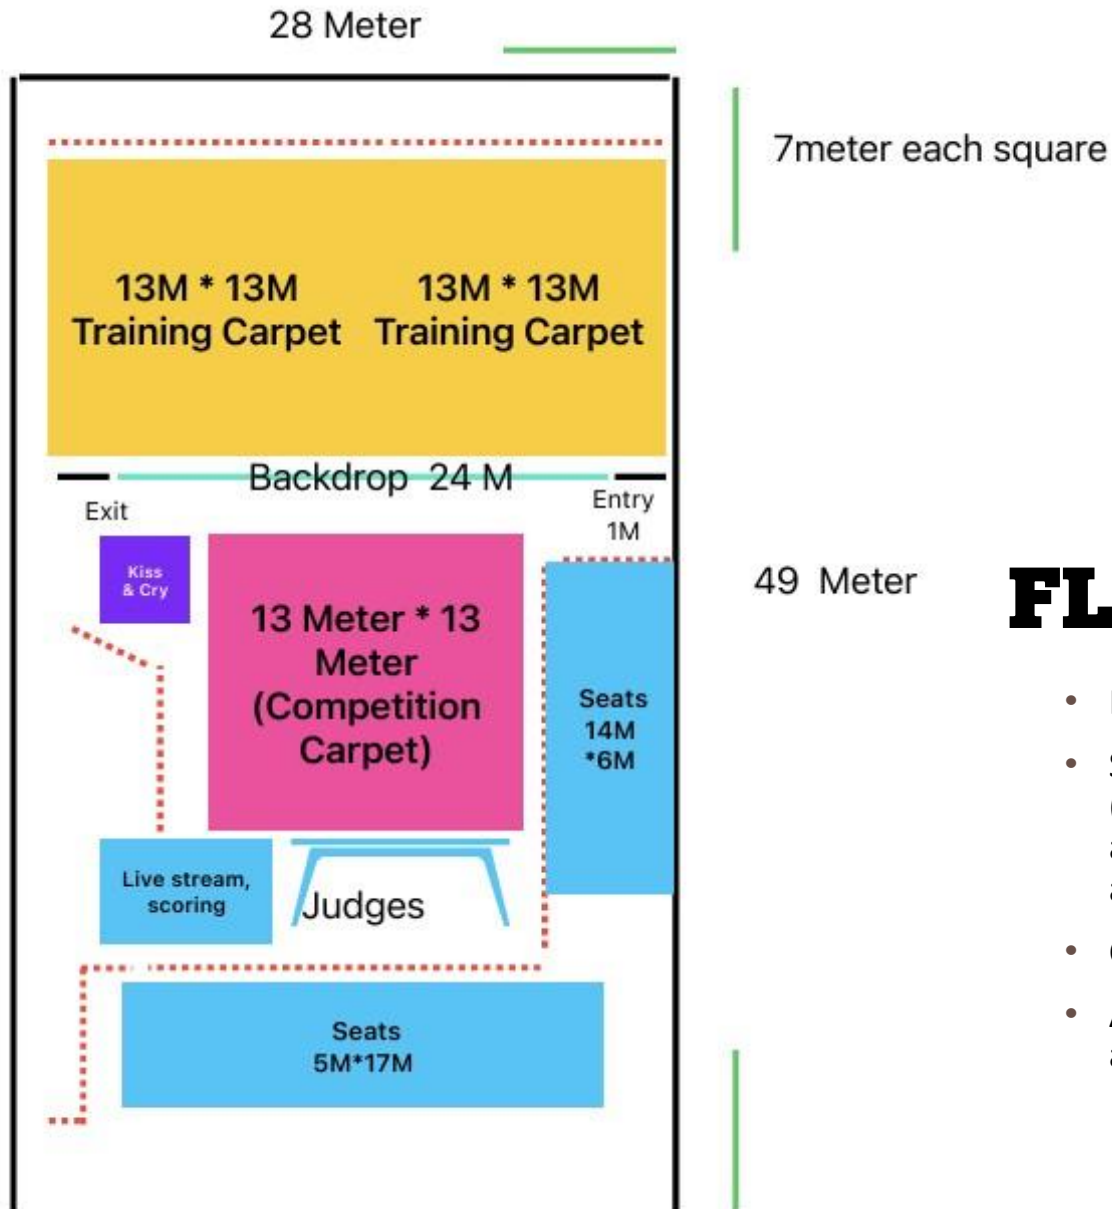 28 Meter
7meter each square
13M * 13M
Training Carpet
13M * 13M
Training Carpet
Backdrop 24 M
Exit
Entry
1M
Kiss
& Cry
13 Meter * 13
Meter
(Competition
Carpet)
Seats
14M
*6M
49 Meter
FL
Live stream,
scoring
Judges
Seats
5M*17M